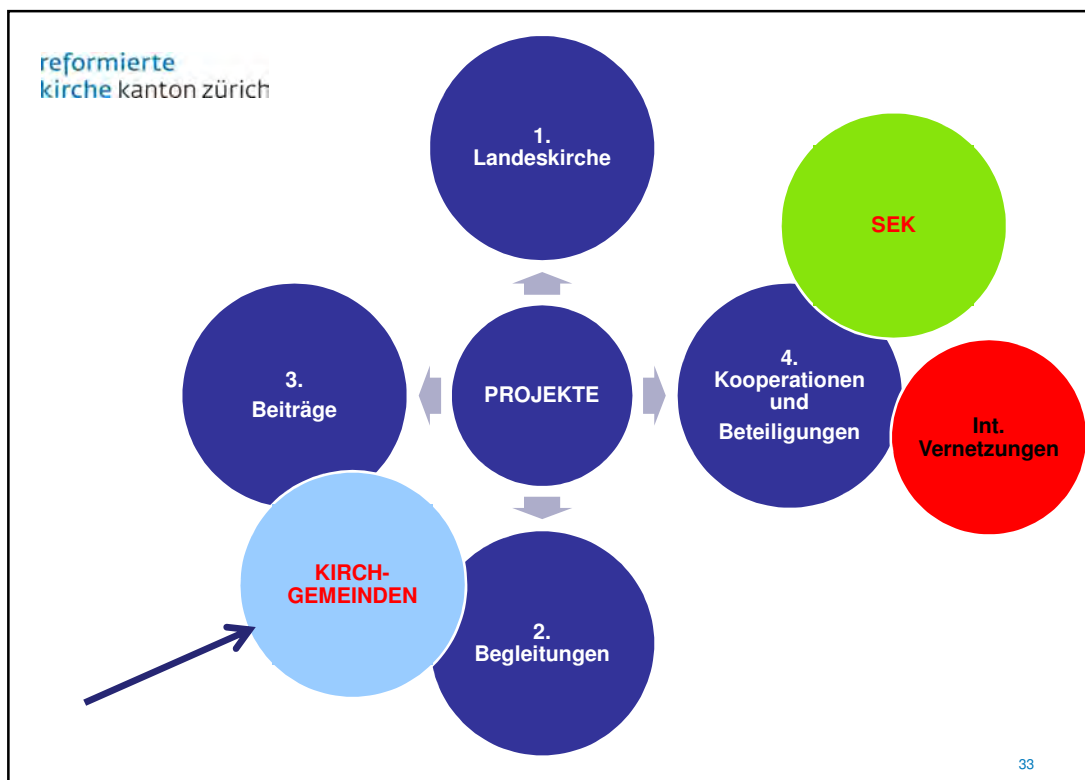 reformierte
kirche kanton zürich
1.
Landeskirche
SEK
3.
Beiträge
PROJEKTE
4.
Kooperationen
und
Beteiligungen
Int.
Vernetzungen
KIRCH-
GEMEINDEN
2.
Begleitungen
33